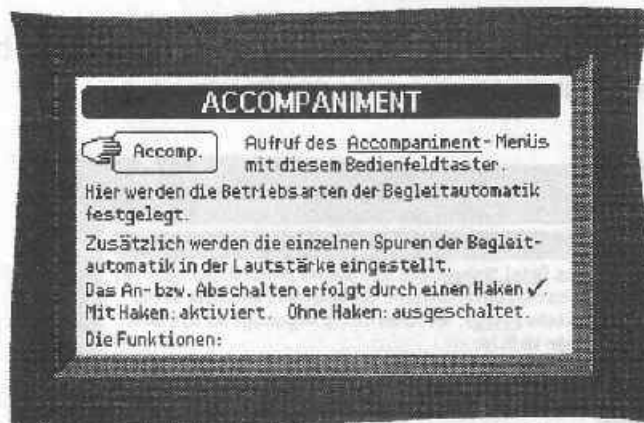 ACCOMPANIMENT
Accomp.
Aufruf des Accompaniment-Menüs
mit diesem Bedienfeldtaster.
Hier werden die Betriebsarten der Begleitautomatik
festgelegt.
Zusätzlich werden die einzelnen Spuren der Begleit-
automatik in der Lautstärke eingestellt.
Das An- bzw. Abschalten erfolgt durch einen Haken ✓.
Mit Haken: aktiviert. Ohne Haken: ausgeschaltet.
Die Funktionen: